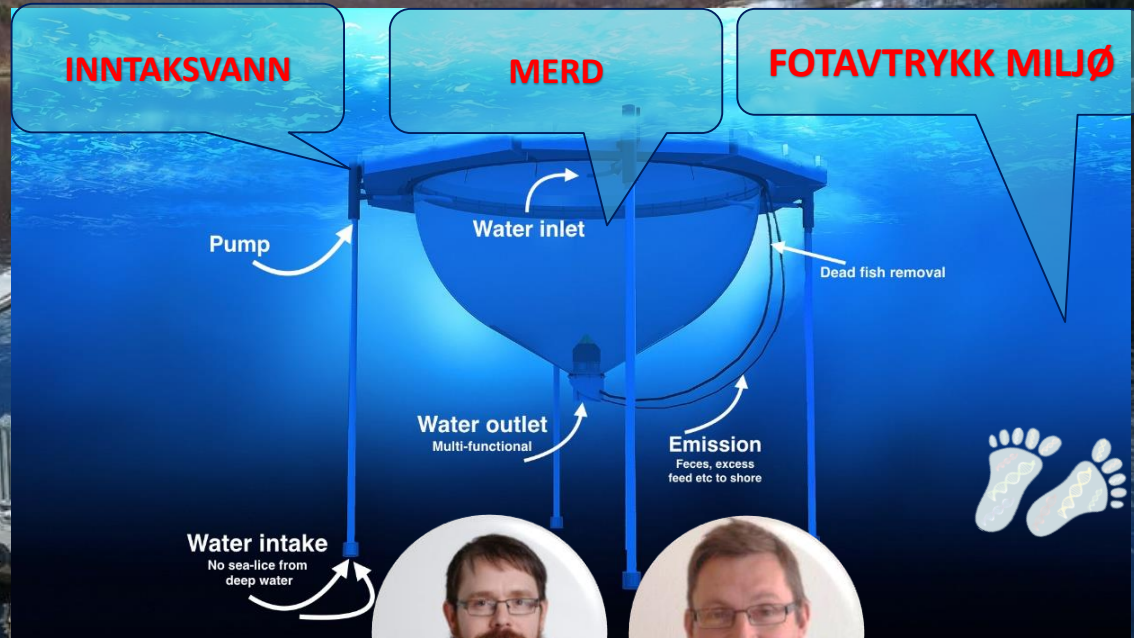 INNTAKSVANN
MERD
FOTAVTRYKK MILJØ
Water inlet
Pump
Dead fish removal
Water outlet
Multi-functional
Emission
Feces, excess
feed etc to shore
Water intake
No sea-lice from
deep water